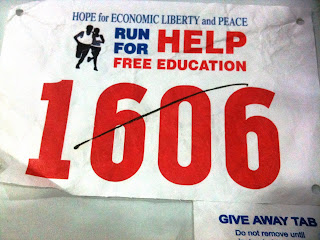 HOPE for ECONOMIC LIBERTY and PEACE
RUN FOR HELP
FREE EDUCATION
1606
GIVE AWAY TAB
Do not remove until